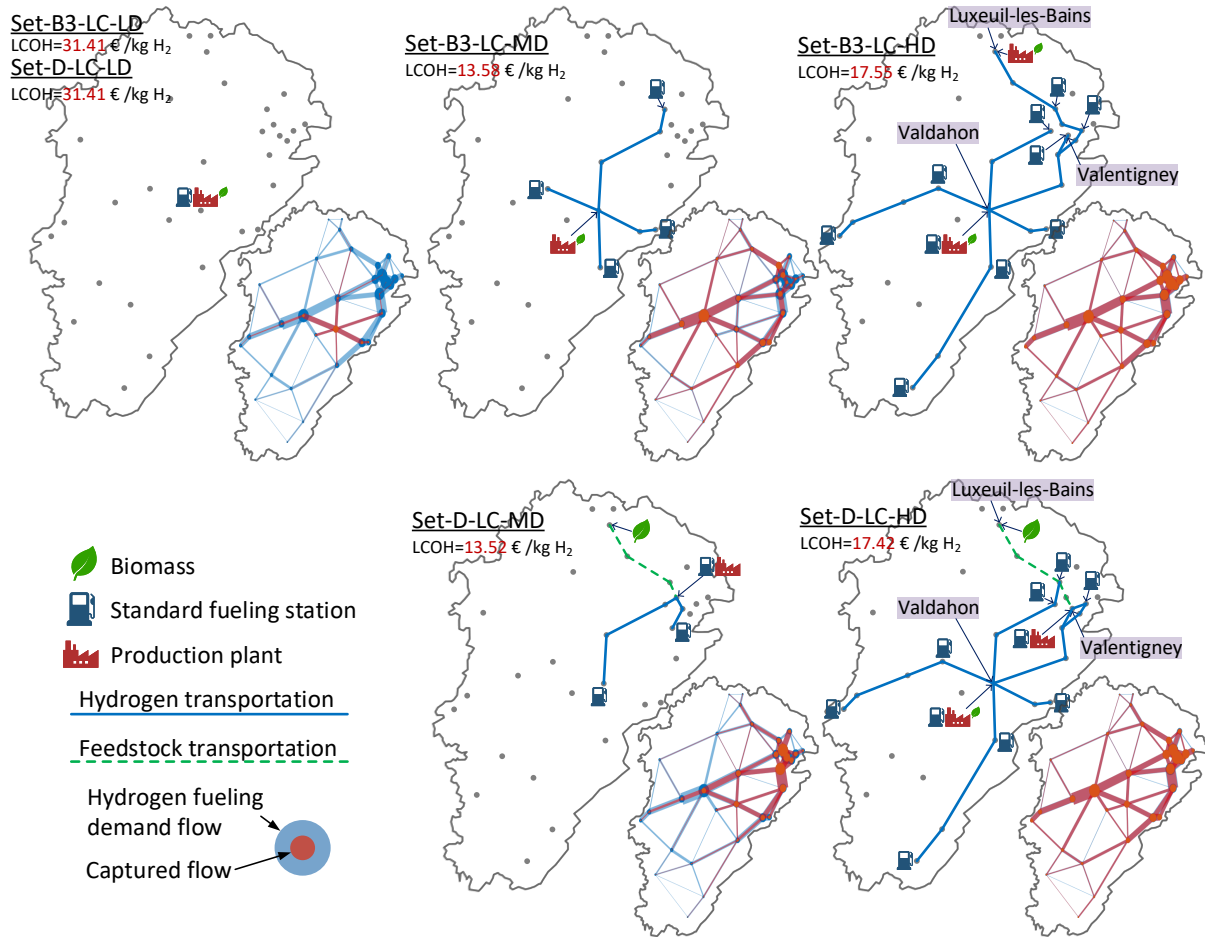 Set-B3-LC-LD
LCOH=31.41 € /kg H₂
Set-D-LC-LD
LCOH=31.41 € /kg H₂
Set-B3-LC-MD
LCOH=13.58 € /kg H₂
Luxeuil-les-Bains
Set-B3-LC-HD
LCOH=17.55 € /kg H₂
Valdahon
Valentigney
Set-D-LC-MD
LCOH=13.52 € /kg H₂
Luxeuil-les-Bains
Set-D-LC-HD
LCOH=17.42 € /kg H₂
Valdahon
Valentigney
Biomass
Standard fueling station
Production plant
Hydrogen transportation
Feedstock transportation
Hydrogen fueling
demand flow
Captured flow